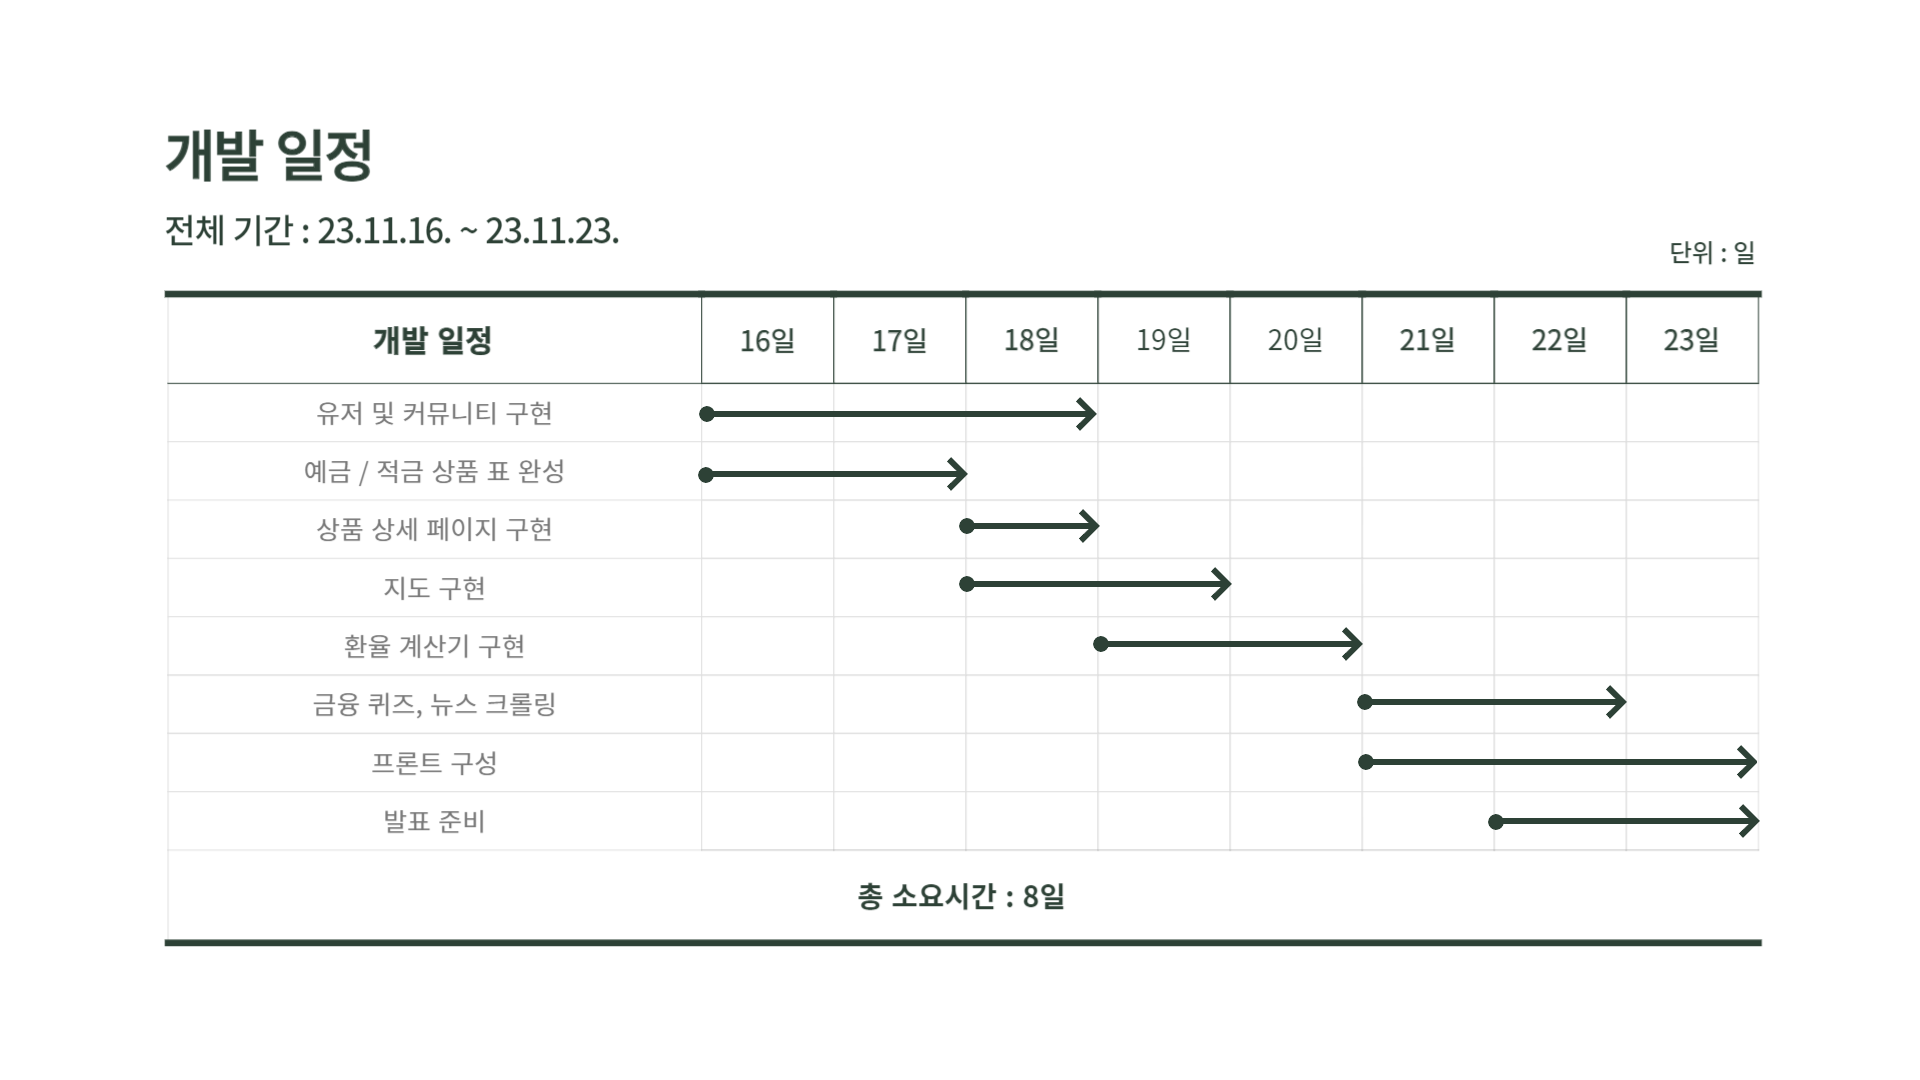 개발 일정
전체 기간 : 23.11.16. ~ 23.11.23.
단위 : 일
개발 일정 16일 17일 18일 19일 20일 21일 22일 23일
유저 및 커뮤니티 구현
예금 / 적금 상품 표 완성
상품 상세 페이지 구현
지도 구현
환율 계산기 구현
금융 퀴즈, 뉴스 크롤링
프론트 구성
발표 준비
총 소요시간 : 8일